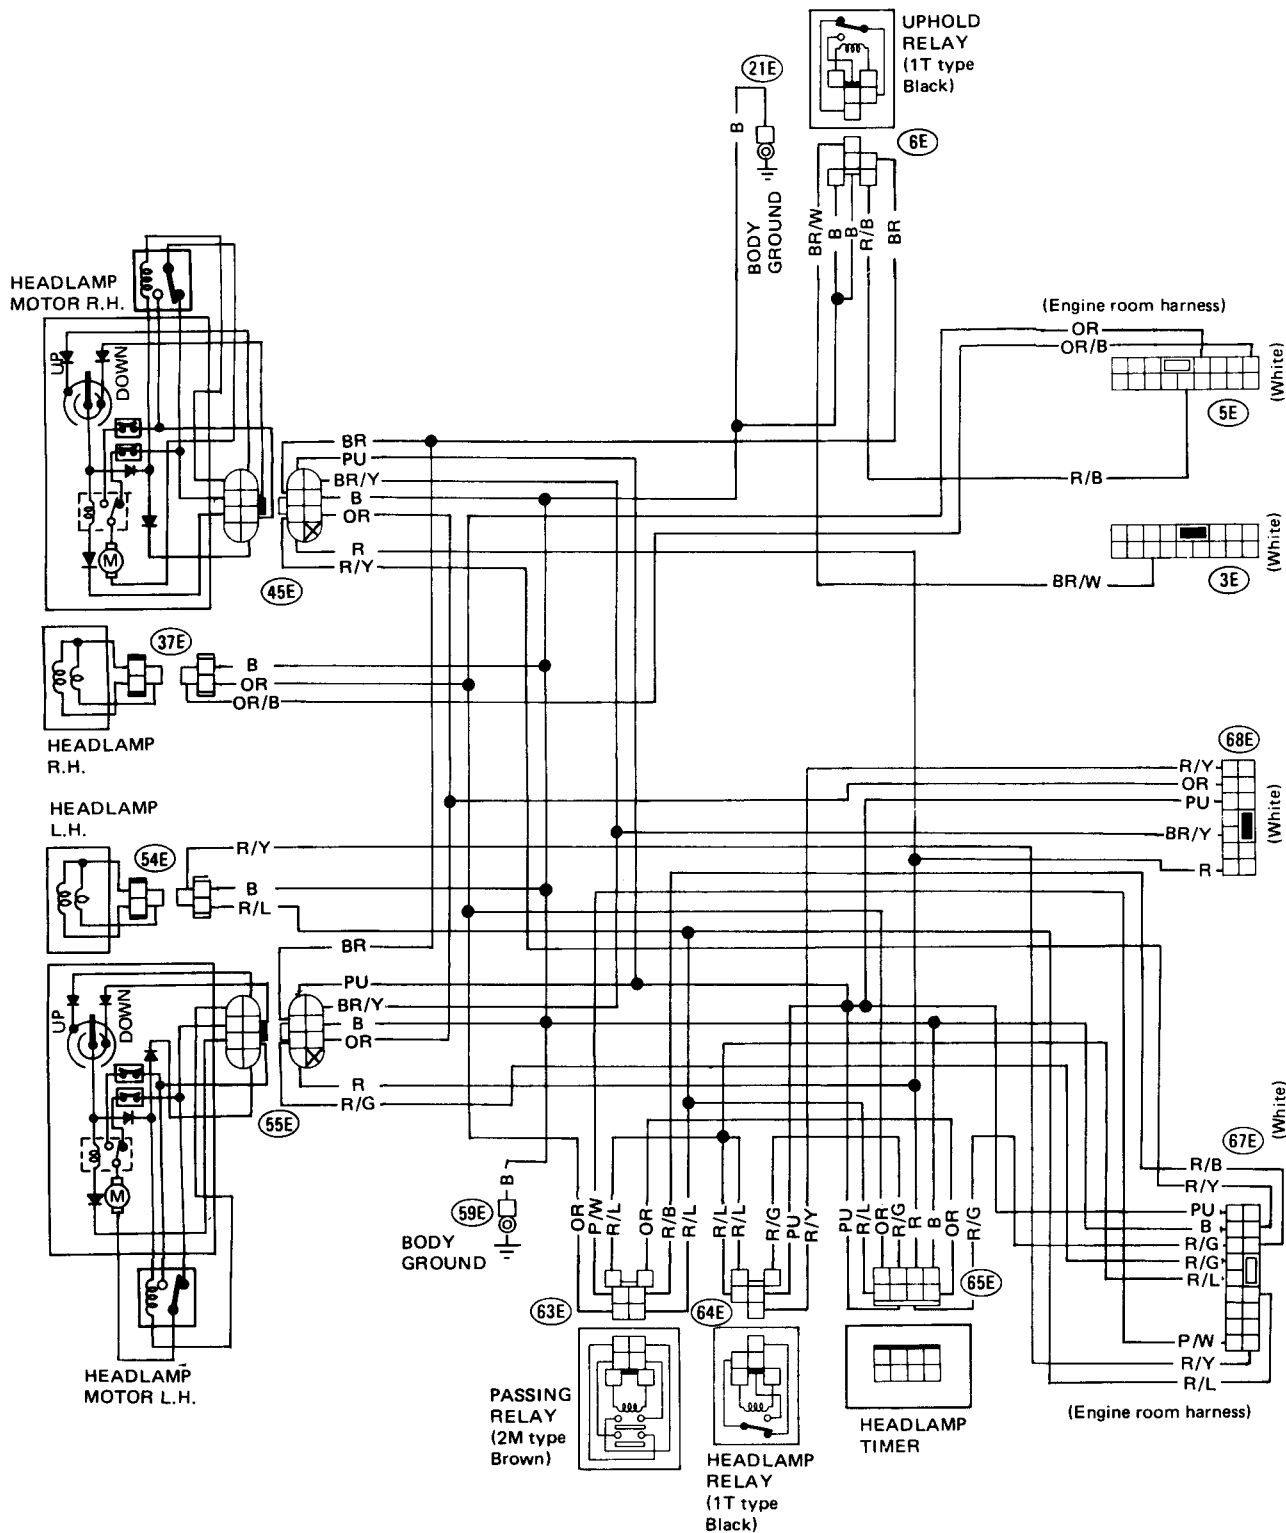 UPHOLD
RELAY
(1T type
Black)
21E
6E
B
BODY
GROUND
BR/W
B
B
R/B
BR
HEADLAMP
MOTOR R.H.
UP
DOWN
M
(Engine room harness)
OR
OR/B
(White)
5E
R/B
BR
PU
BR/Y
B
OR
R
R/Y
45E
(White)
BR/W
3E
37E
B
OR
OR/B
HEADLAMP
R.H.
68E
R/Y
OR
PU
BR/Y
R
(White)
HEADLAMP
L.H.
54E
R/Y
B
R/L
BR
PU
BR/Y
B
OR
R
R/G
55E
UP
DOWN
M
HEADLAMP
MOTOR L.H.
B
59E
BODY
GROUND
OR
P/W
R/L
OR
R/B
R/L
R/L
R/L
R/G
PU
R/Y
PU
R/L
OR
R/G
R
B
OR
R/G
63E
64E
65E
(White)
67E
R/B
R/Y
PU
B
R/G
R/G
R/L
P/W
R/Y
R/L
(Engine room harness)
PASSING
RELAY
(2M type
Brown)
HEADLAMP
RELAY
(1T type
Black)
HEADLAMP
TIMER